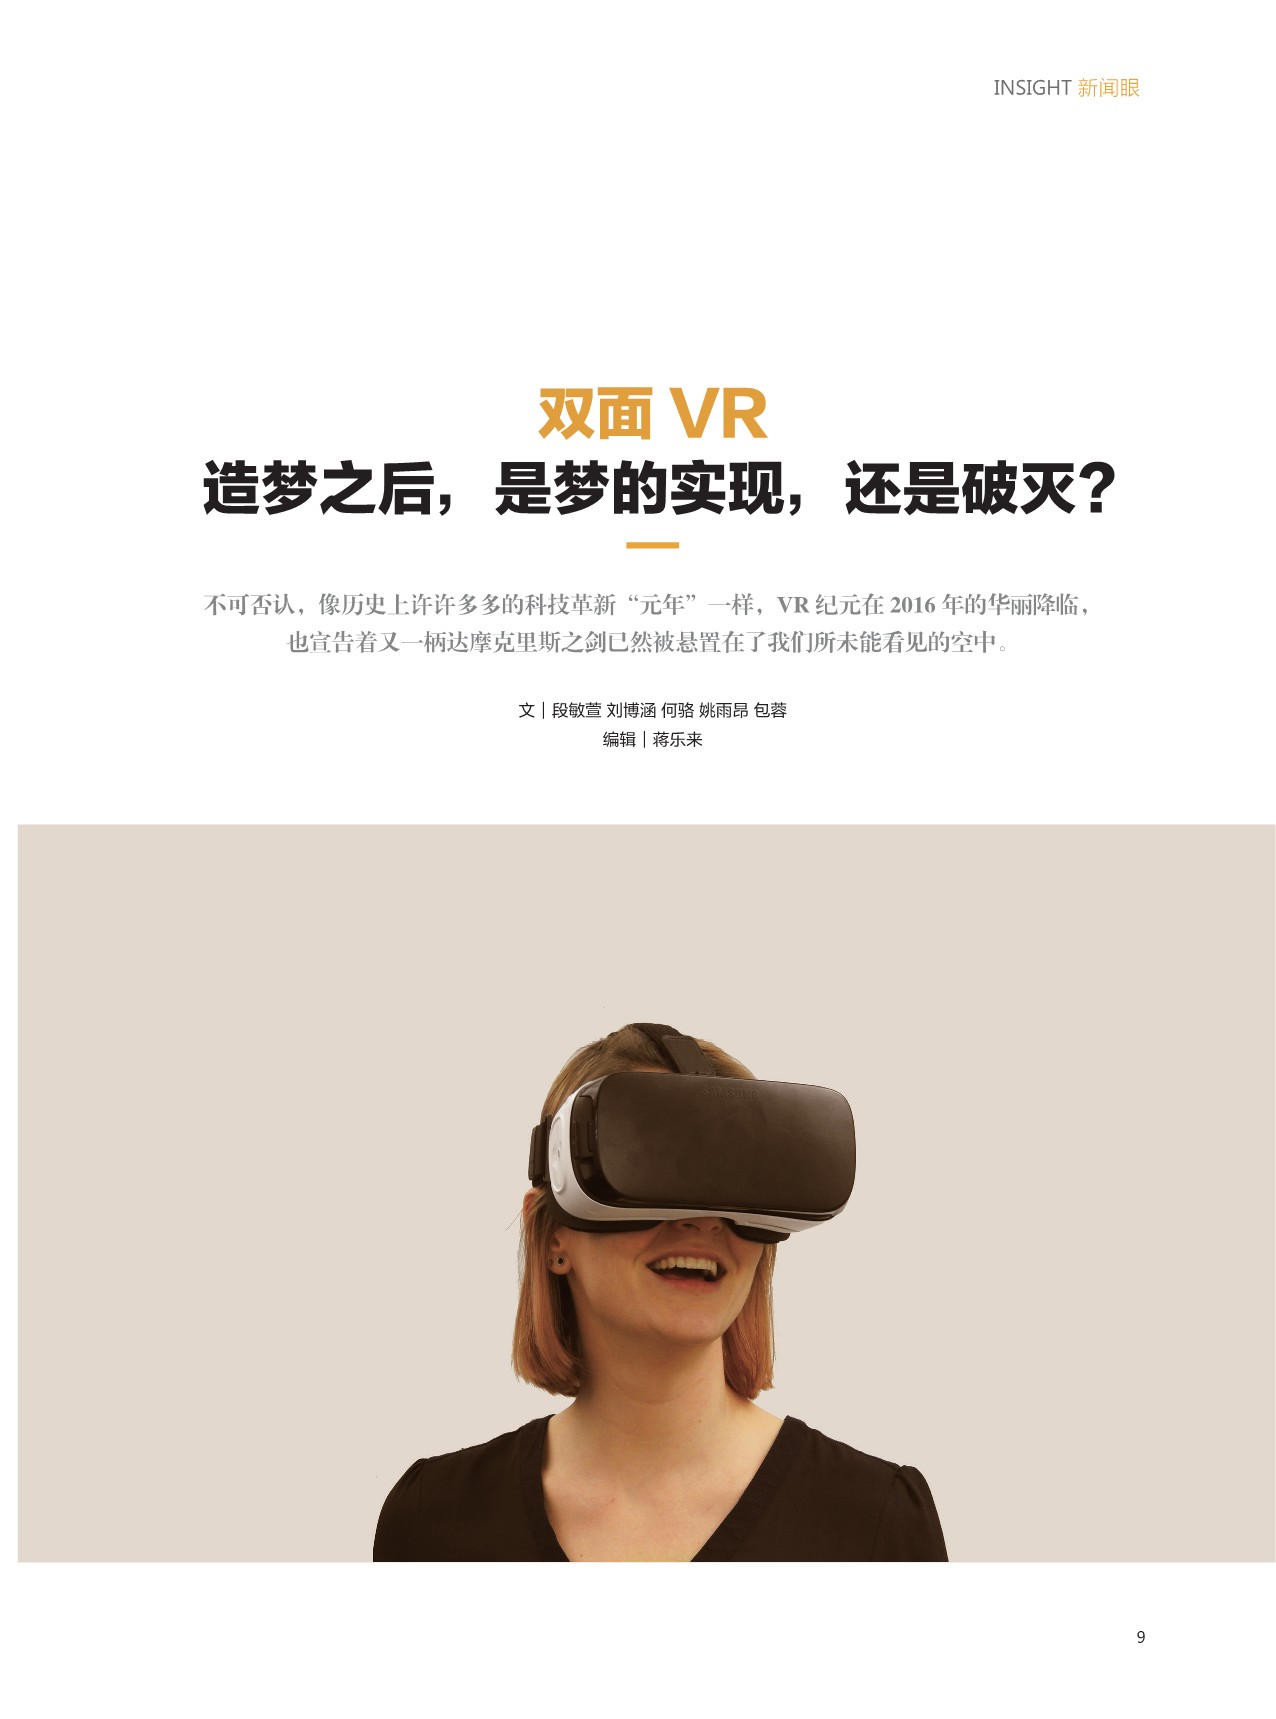 INSIGHT 新闻眼
双面 VR
造梦之后，是梦的实现，还是破灭？
不可否认，像历史上许许多多的科技革新“元年”一样，VR 纪元在 2016 年的华丽降临，
也宣告着又一柄达摩克里斯之剑已然被悬置在了我们所未能看见的空中。
文｜段敏萱 刘博涵 何骆 姚雨昂 包蓉
编辑｜蒋乐来
SAMSUNG
9